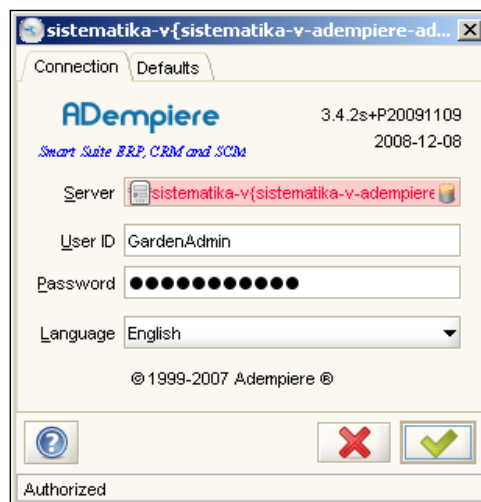 sistematika-v{sistematika-v-adempiere-ad...
Connection Defaults
ADempiere 3.4.2s+P20091109
Smart Suite ERP, CRM and SCM 2008-12-08
Server sistematika-v{sistematika-v-adempiere
User ID GardenAdmin
Password ●●●●●●●●●●●
Language English
©1999-2007 Adempiere ®
Authorized